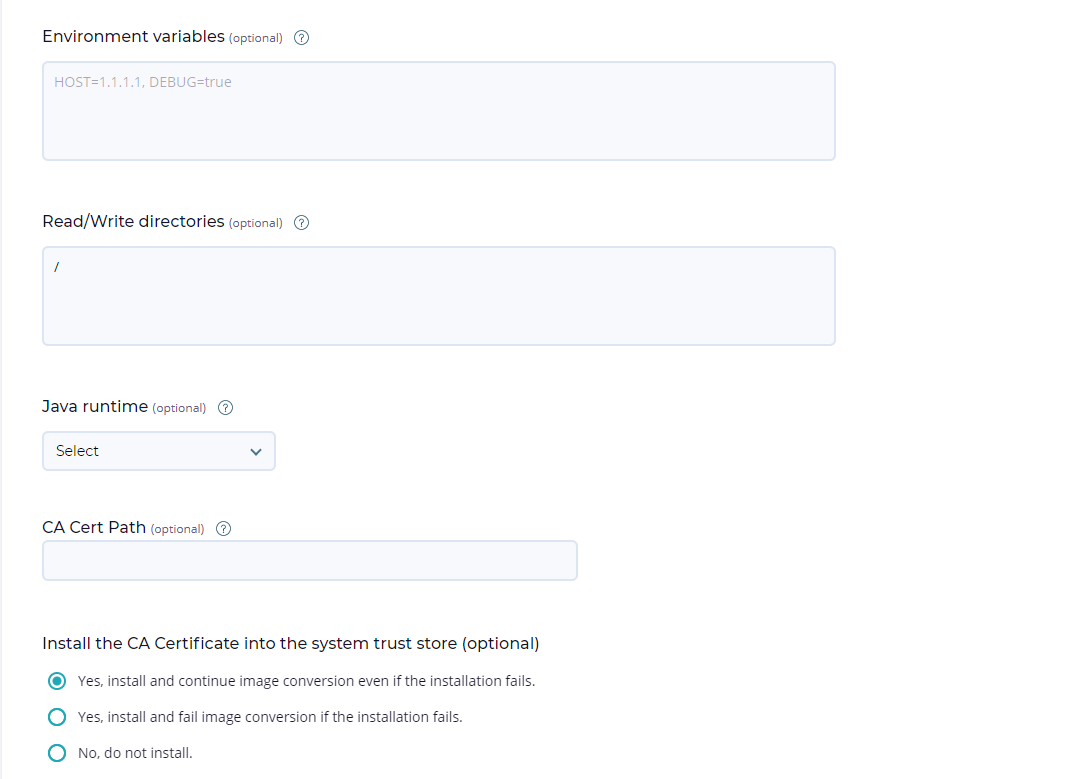 Environment variables (optional) ?
HOST=1.1.1.1, DEBUG=true
Read/Write directories (optional) ?
/
Java runtime (optional) ?
Select
CA Cert Path (optional) ?
Install the CA Certificate into the system trust store (optional)
Yes, install and continue image conversion even if the installation fails.
Yes, install and fail image conversion if the installation fails.
No, do not install.